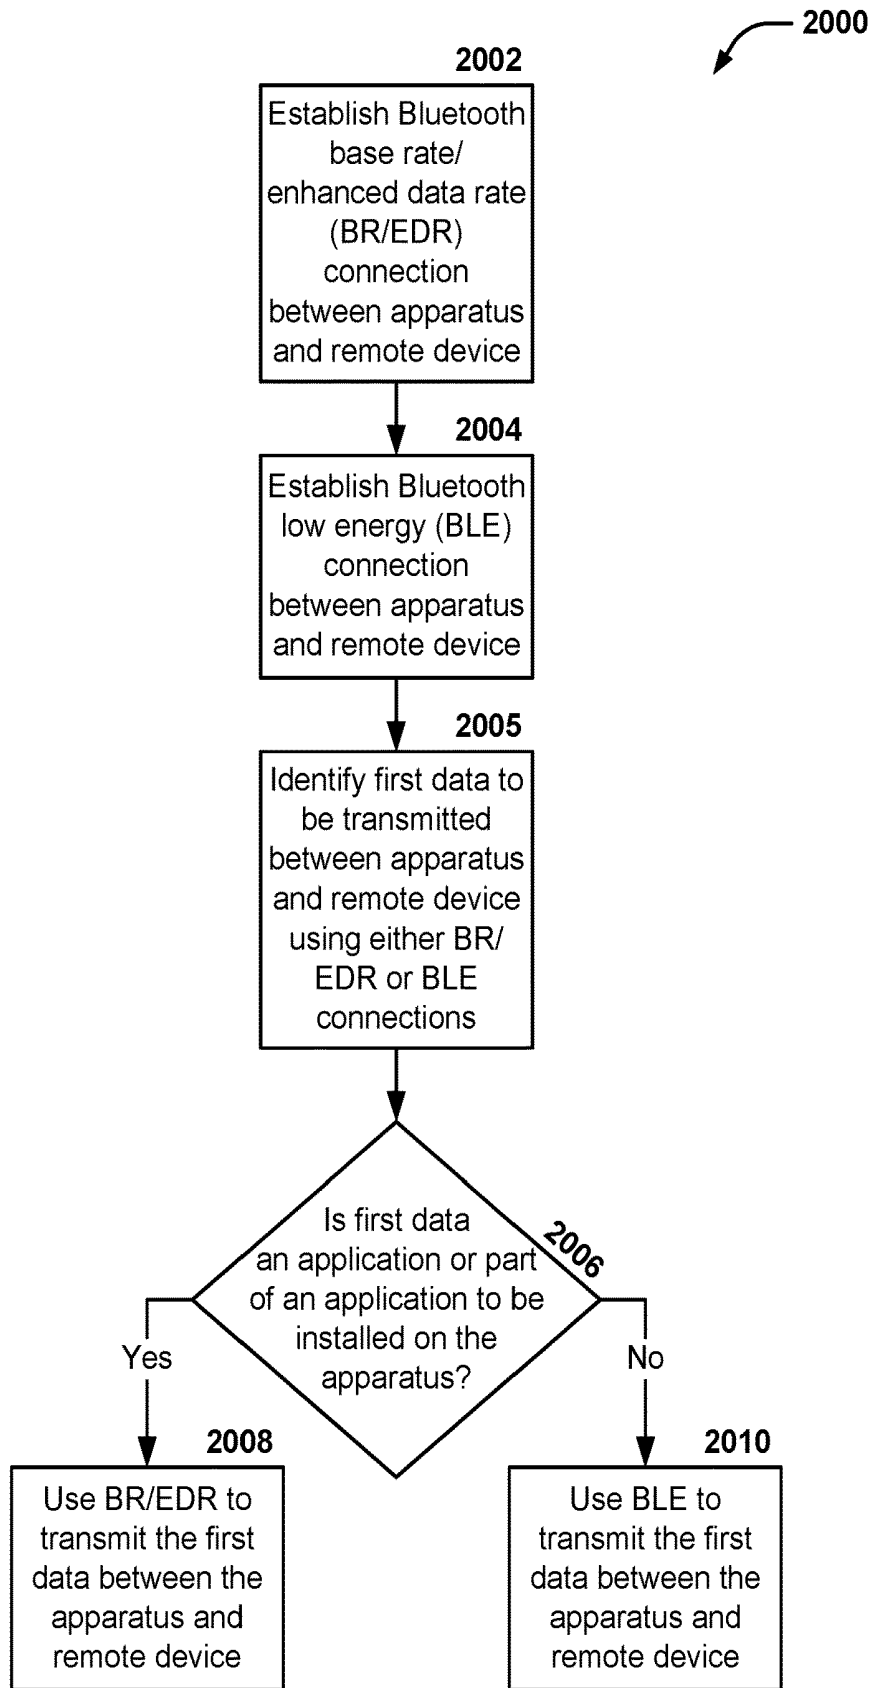 2000
2002
Establish Bluetooth
base rate/
enhanced data rate
(BR/EDR)
connection
between apparatus
and remote device
2004
Establish Bluetooth
low energy (BLE)
connection
between apparatus
and remote device
2005
Identify first data to
be transmitted
between apparatus
and remote device
using either BR/
EDR or BLE
connections
2006
Is first data
an application or part
of an application to be
installed on the
apparatus?
Yes
No
2008
Use BR/EDR to
transmit the first
data between the
apparatus and
remote device
2010
Use BLE to
transmit the first
data between the
apparatus and
remote device